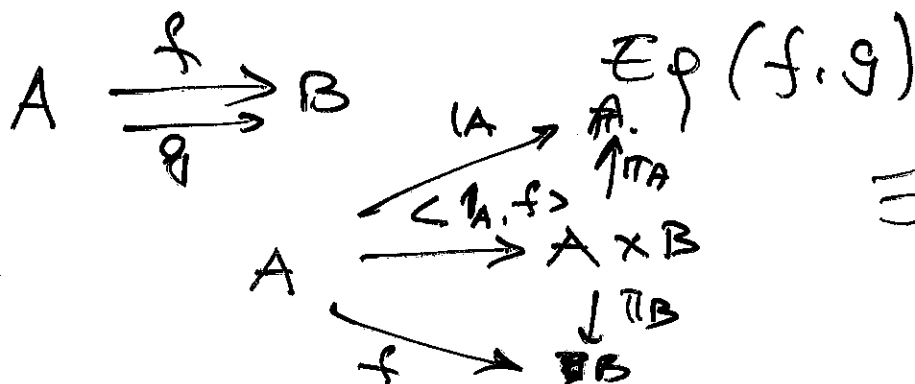 f
A ⇉ B Eq (f, g)
g
1A A.
↑ πA
=
<1A, f>
A → A × B
↓ πB
f B